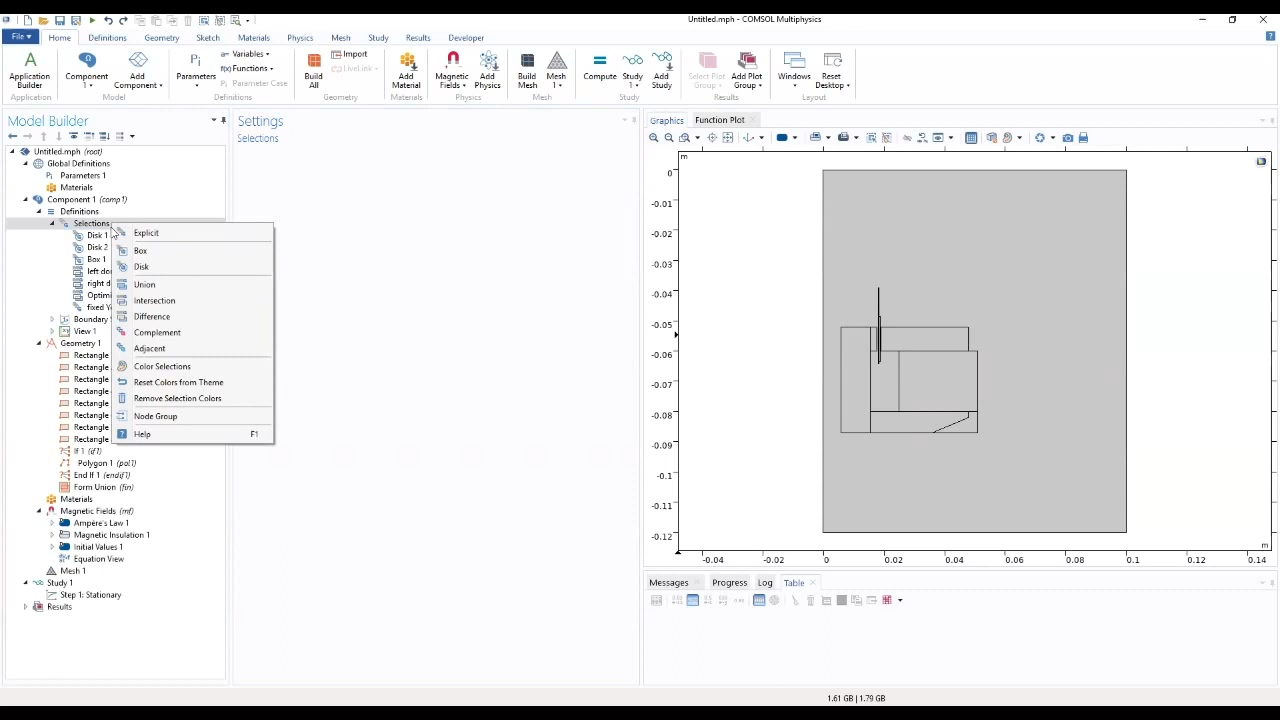 Untitled.mph - COMSOL Multiphysics
File Home Definitions Geometry Sketch Materials Physics Mesh Study Results Developer
Application Builder
Application
Component 1
Add Component
Model
Parameters
Pi
Variables
Functions
Parameter Case
Definitions
Build All
Import
LiveLink
Geometry
Add Material
Materials
Magnetic Fields
Add Physics
Physics
Build Mesh
Mesh 1
Mesh
Compute
Study 1
Add Study
Study
Select Plot Group
Add Plot Group
Results
Windows
Reset Desktop
Layout
Model Builder
Untitled.mph (root)
Global Definitions
Pi Parameters 1
Materials
Component 1 (comp1)
Definitions
Selections
Disk 1
Disk 2
Box 1
left do
right d
Optimi
fixed Y
Boundary
View 1
Geometry 1
Rectangle
Rectangle
Rectangle
Rectangle
Rectangle
Rectangle
Rectangle
Rectangle
If 1 (if1)
Polygon 1 (pol1)
End If 1 (endif1)
Form Union (fin)
Materials
Magnetic Fields (mf)
Ampère's Law 1
Magnetic Insulation 1
Initial Values 1
Equation View
Mesh 1
Study 1
Step 1: Stationary
Results
Explicit
Box
Disk
Union
Intersection
Difference
Complement
Adjacent
Color Selections
Reset Colors from Theme
Remove Selection Colors
Node Group
Help F1
Settings
Selections
Graphics Function Plot
m
0
-0.01
-0.02
-0.03
-0.04
-0.05
-0.06
-0.07
-0.08
-0.09
-0.1
-0.11
-0.12
m
-0.04 -0.02 0 0.02 0.04 0.06 0.08 0.1 0.12 0.14
Messages Progress Log Table
1.61 GB | 1.79 GB